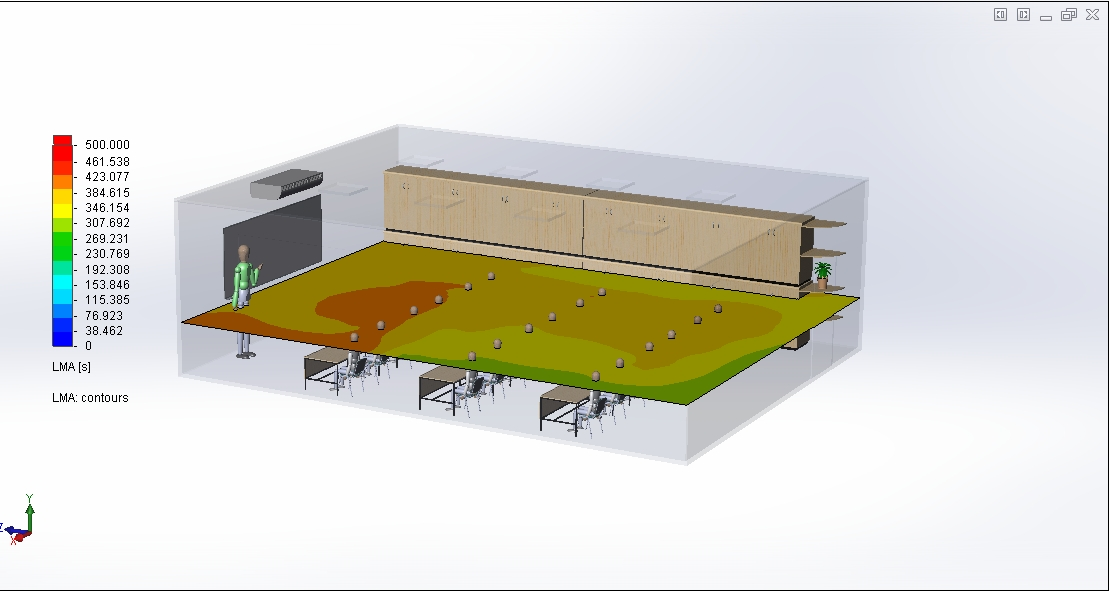 500.000
461.538
423.077
384.615
346.154
307.692
269.231
230.769
192.308
153.846
115.385
76.923
38.462
0
LMA [s]
LMA: contours
Y
Z
X